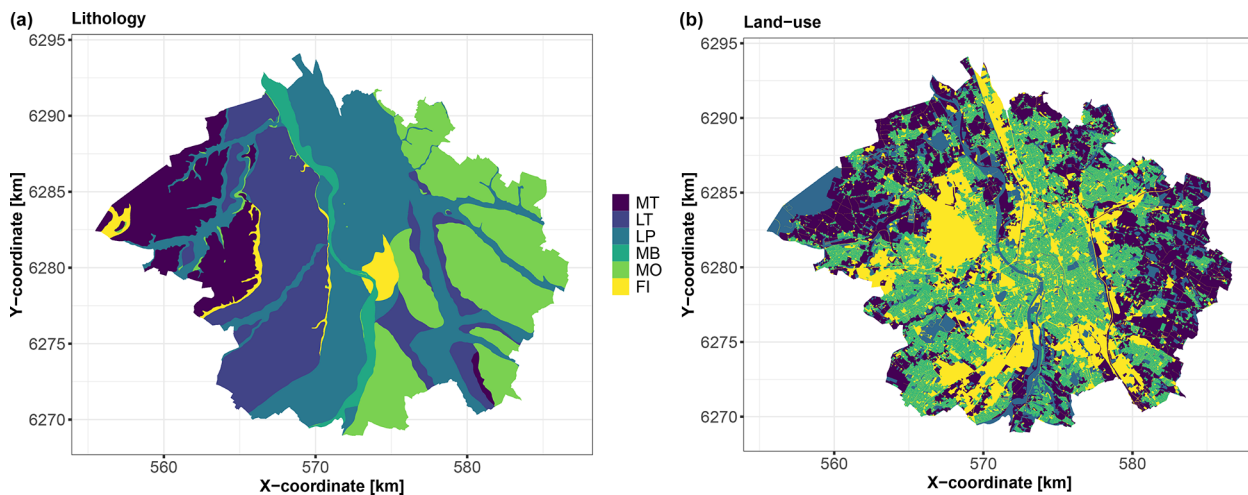 (a) Lithology
6295
6290
6285
6280
6275
6270
Y−coordinate [km]
560 570 580
X−coordinate [km]
MT
LT
LP
MB
MO
FI
(b) Land−use
6295
6290
6285
6280
6275
6270
Y−coordinate [km]
560 570 580
X−coordinate [km]